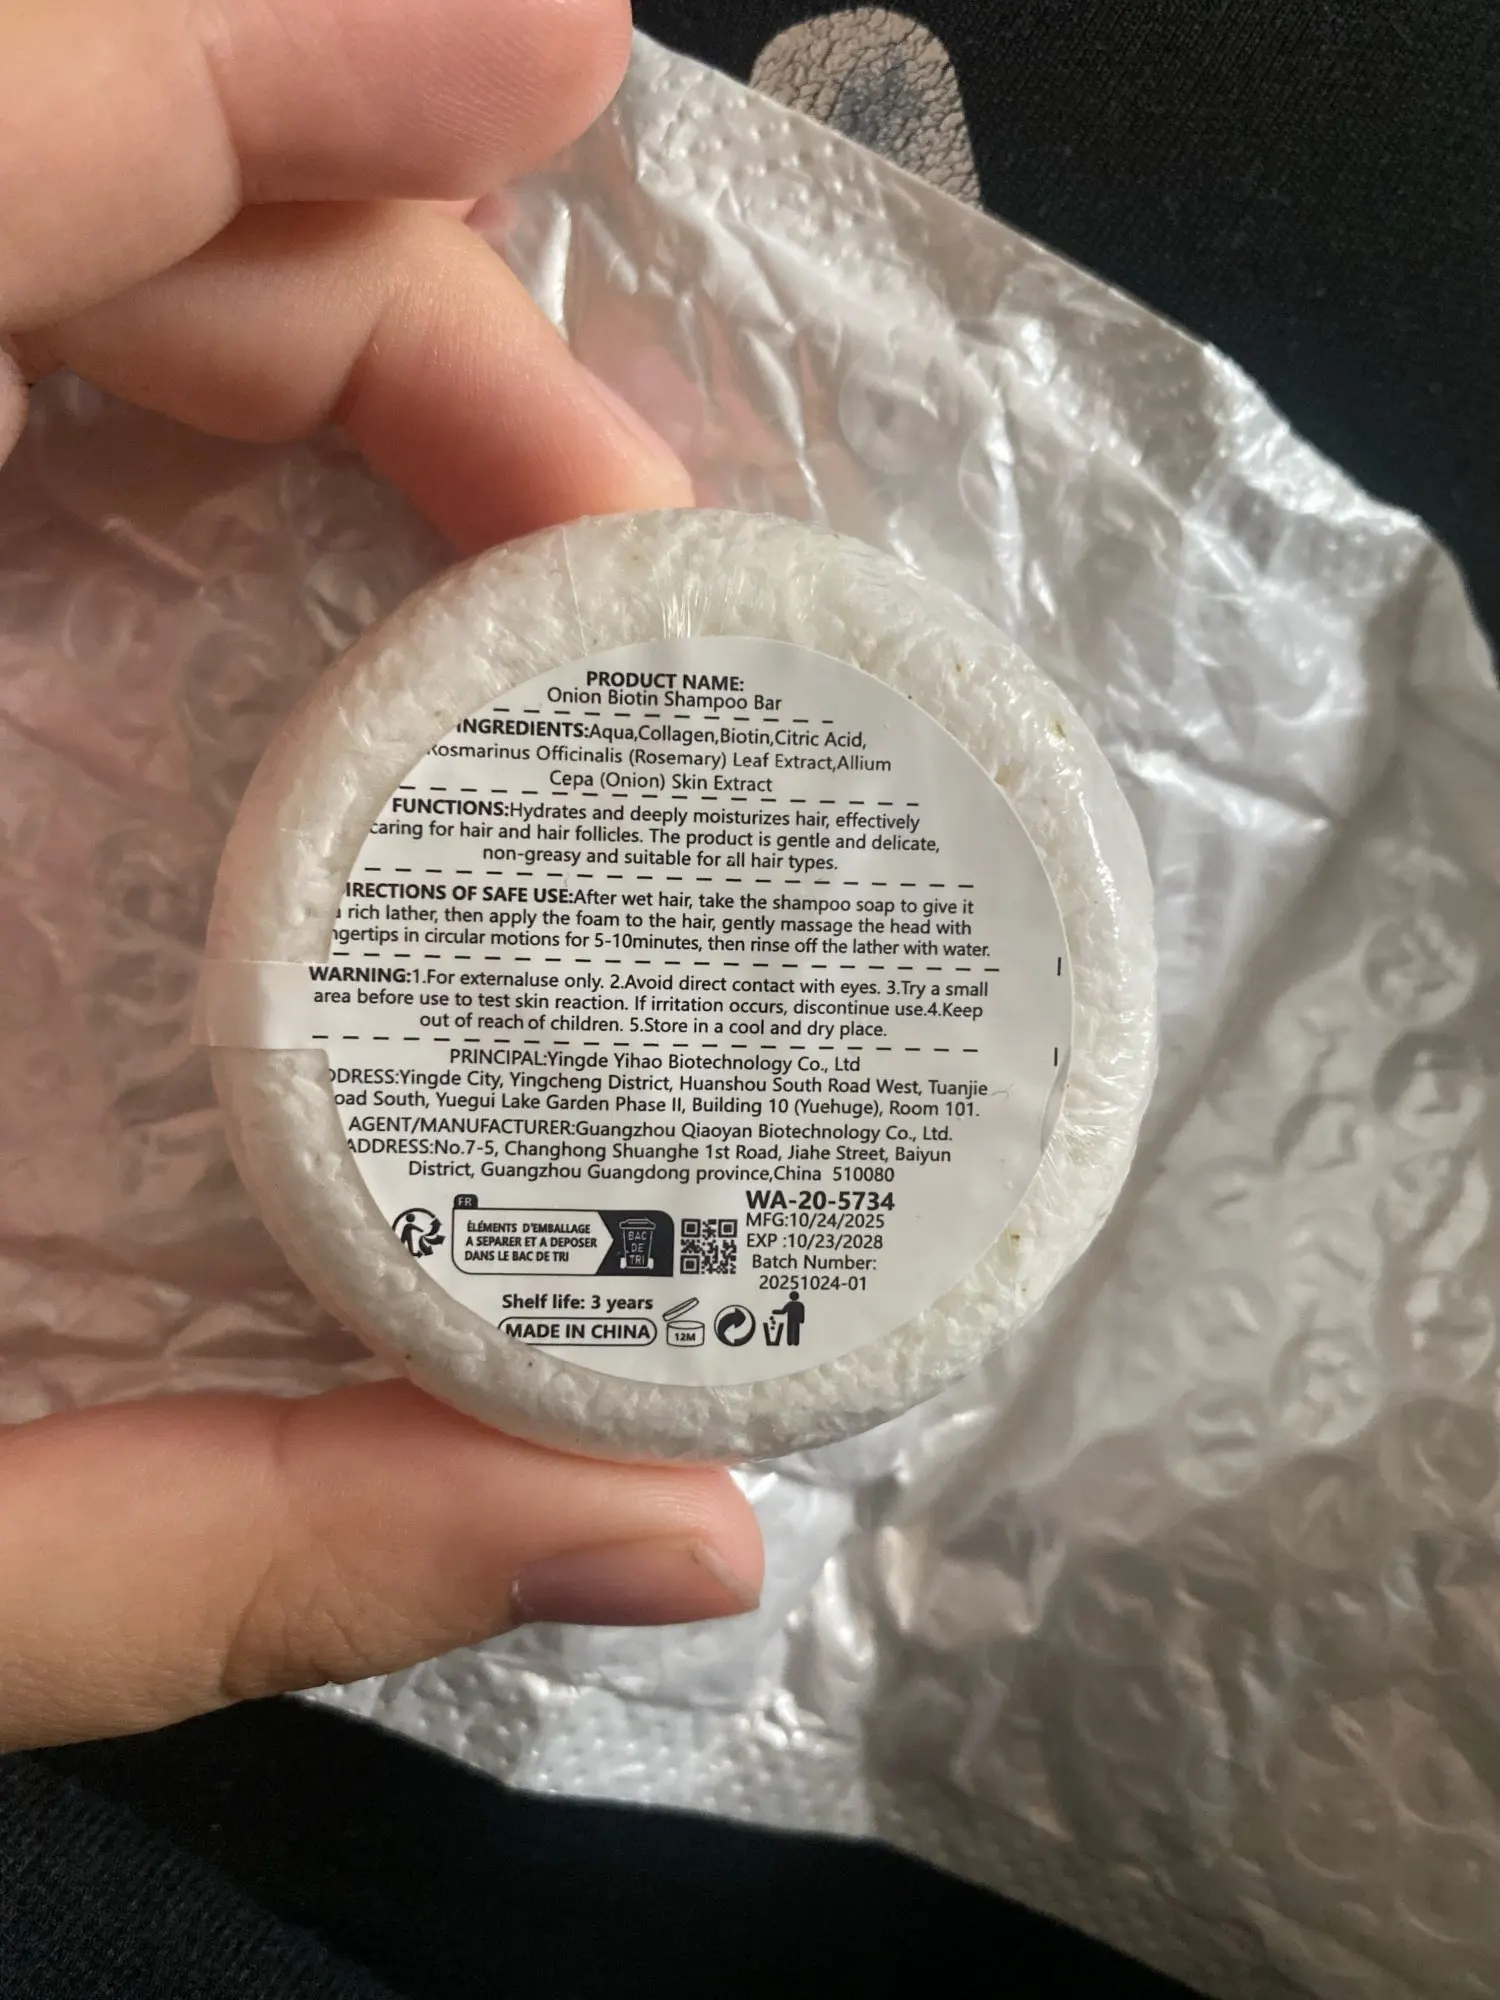 PRODUCT NAME:
Onion Biotin Shampoo Bar
INGREDIENTS:Aqua,Collagen,Biotin,Citric Acid,
Rosmarinus Officinalis (Rosemary) Leaf Extract,Allium
Cepa (Onion) Skin Extract
FUNCTIONS:Hydrates and deeply moisturizes hair, effectively
caring for hair and hair follicles. The product is gentle and delicate,
non-greasy and suitable for all hair types.
IRECTIONS OF SAFE USE:After wet hair, take the shampoo soap to give it
a rich lather, then apply the foam to the hair, gently massage the head with
ngertips in circular motions for 5-10minutes, then rinse off the lather with water.
WARNING:1.For externaluse only. 2.Avoid direct contact with eyes. 3.Try a small
area before use to test skin reaction. If irritation occurs, discontinue use.4.Keep
out of reach of children. 5.Store in a cool and dry place.
PRINCIPAL:Yingde Yihao Biotechnology Co., Ltd
DDRESS:Yingde City, Yingcheng District, Huanshou South Road West, Tuanjie
oad South, Yuegui Lake Garden Phase II, Building 10 (Yuehuge), Room 101.
AGENT/MANUFACTURER:Guangzhou Qiaoyan Biotechnology Co., Ltd.
ADDRESS:No.7-5, Changhong Shuanghe 1st Road, Jiahe Street, Baiyun
District, Guangzhou Guangdong province,China 510080
FR
ÉLÉMENTS D'EMBALLAGE
A SEPARER ET A DEPOSER
DANS LE BAC DE TRI
BAC
DE
TRI
WA-20-5734
MFG:10/24/2025
EXP :10/23/2028
Batch Number:
20251024-01
Shelf life: 3 years
MADE IN CHINA
12M